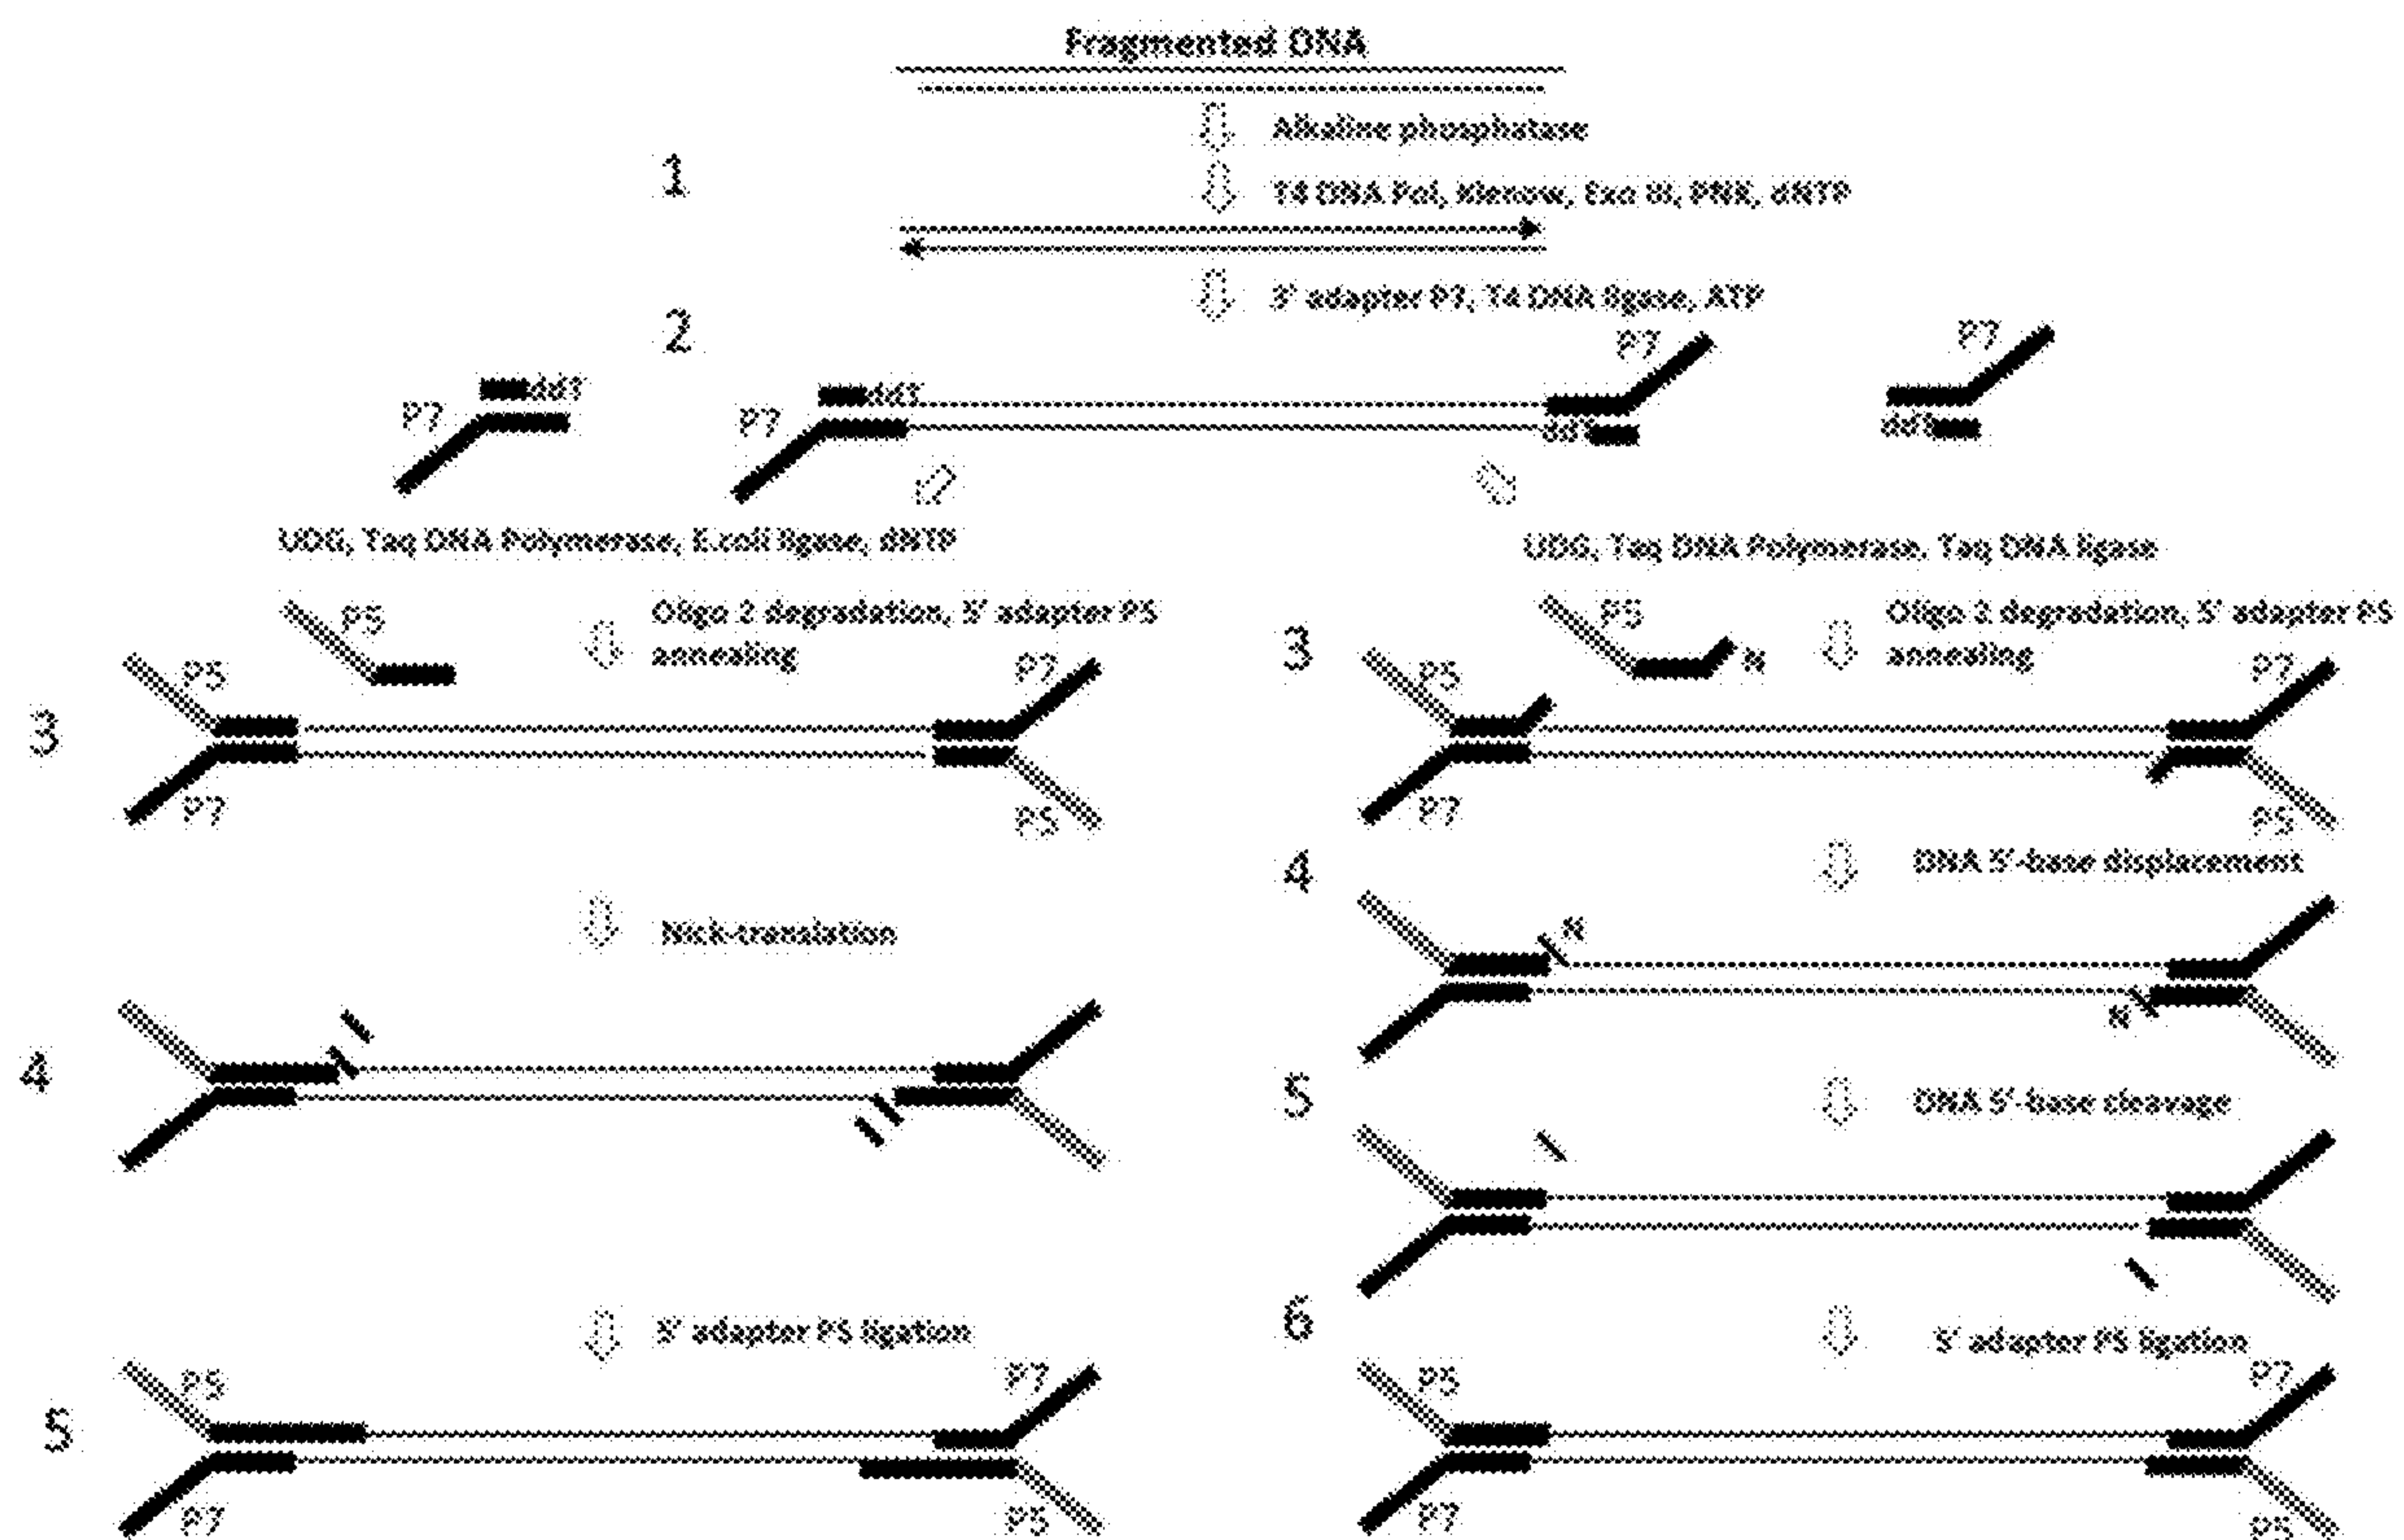 Fragmented DNA
Alkaline phosphatase
1
T4 DNA Pol, Klenow, Exo III, PNK, dNTP
3' adapter P7, T4 DNA ligase, ATP
2
P7 ddT
P7 ddT
P7
ddT
P7
ddT
UDG, Taq DNA Polymerase, E.coli ligase, dNTP
P5
Oligo 2 degradation, 5' adapter P5
annealing
3
P5 P7
P7 P5
Nick-translation
4
5' adapter P5 ligation
5
P5 P7
P7 P5
UDG, Taq DNA Polymerase, Taq DNA ligase
P5
N
Oligo 2 degradation, 5' adapter P5
annealing
3
P5 P7
P7 P5
4
DNA 5'-base displacement
N
N
5
DNA 5'-base cleavage
6
5' adapter P5 ligation
P5 P7
P7 P5